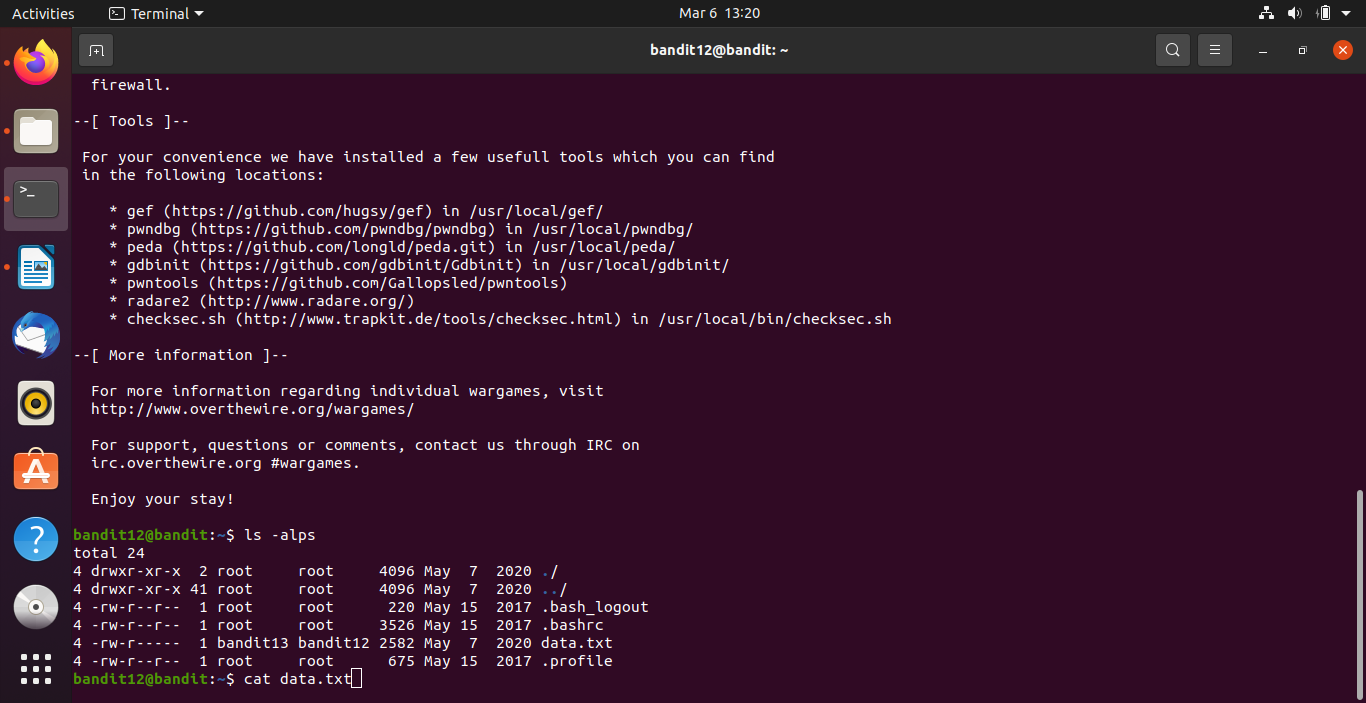 Activities Terminal Mar 6 13:20
bandit12@bandit: ~
firewall.
--[ Tools ]--
For your convenience we have installed a few usefull tools which you can find
in the following locations:
* gef (https://github.com/hugsy/gef) in /usr/local/gef/
* pwndbg (https://github.com/pwndbg/pwndbg) in /usr/local/pwndbg/
* peda (https://github.com/longld/peda.git) in /usr/local/peda/
* gdbinit (https://github.com/gdbinit/Gdbinit) in /usr/local/gdbinit/
* pwntools (https://github.com/Gallopsled/pwntools)
* radare2 (http://www.radare.org/)
* checksec.sh (http://www.trapkit.de/tools/checksec.html) in /usr/local/bin/checksec.sh
--[ More information ]--
For more information regarding individual wargames, visit
http://www.overthewire.org/wargames/
For support, questions or comments, contact us through IRC on
irc.overthewire.org #wargames.
Enjoy your stay!
bandit12@bandit:~$ ls -alps
total 24
4 drwxr-xr-x  2 root     root     4096 May  7  2020 ./
4 drwxr-xr-x 41 root     root     4096 May  7  2020 ../
4 -rw-r--r--  1 root     root      220 May 15  2017 .bash_logout
4 -rw-r--r--  1 root     root     3526 May 15  2017 .bashrc
4 -rw-r-----  1 bandit13 bandit12 2582 May  7  2020 data.txt
4 -rw-r--r--  1 root     root      675 May 15  2017 .profile
bandit12@bandit:~$ cat data.txt